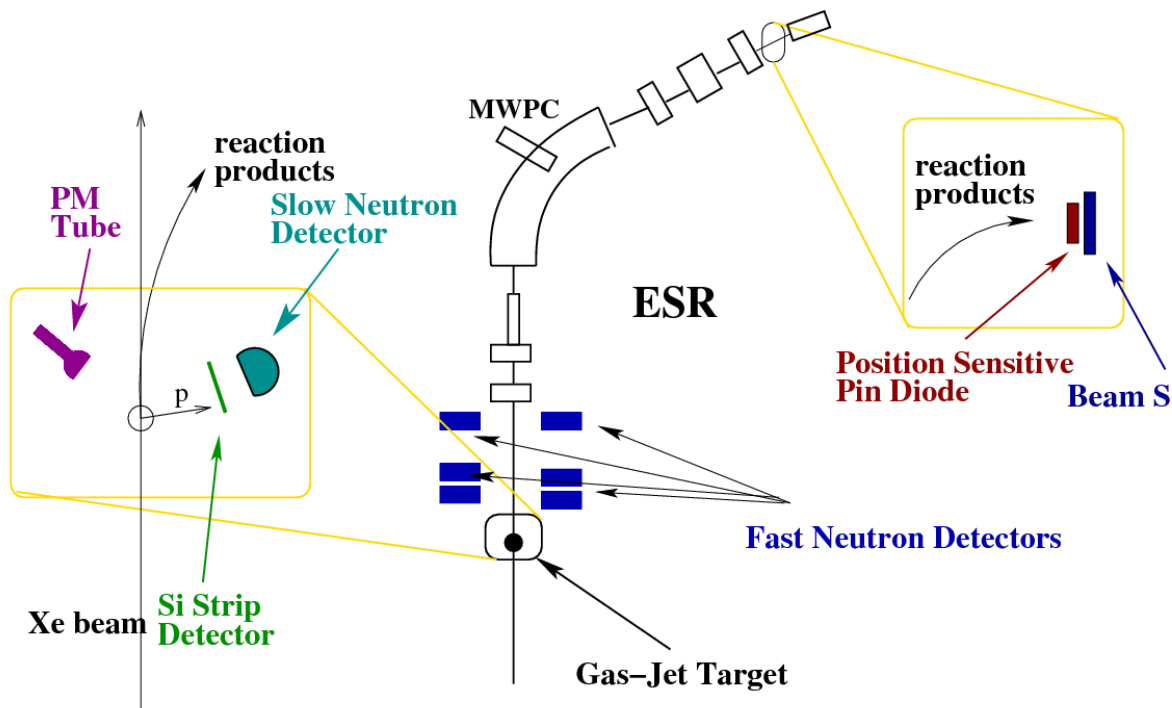 MWPC
reaction
products
PM
Tube
Slow Neutron
Detector
p
ESR
reaction
products
Position Sensitive
Pin Diode
Beam S
Fast Neutron Detectors
Xe beam
Si Strip
Detector
Gas–Jet Target